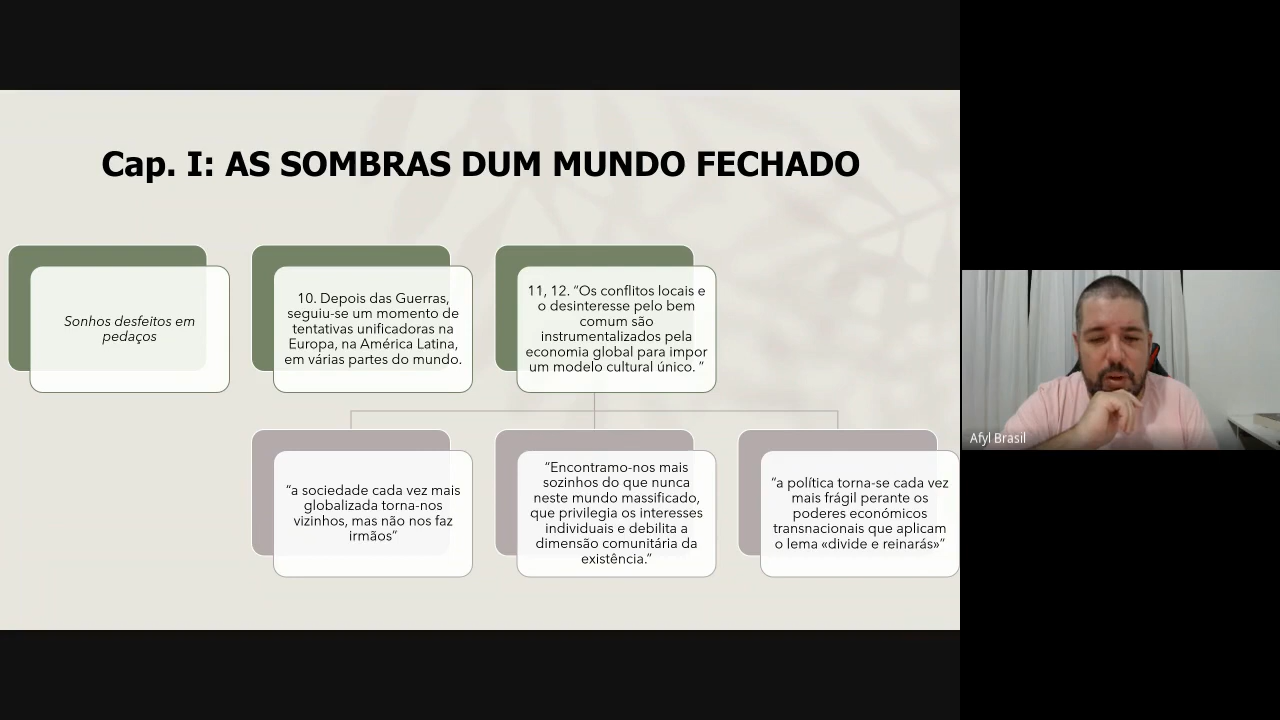 Cap. I: AS SOMBRAS DUM MUNDO FECHADO
Sonhos desfeitos em
pedaços
10. Depois das Guerras,
seguiu-se um momento de
tentativas unificadoras na
Europa, na América Latina,
em várias partes do mundo.
11, 12. “Os conflitos locais e
o desinteresse pelo bem
comum são
instrumentalizados pela
economia global para impor
um modelo cultural único. ”
“a sociedade cada vez mais
globalizada torna-nos
vizinhos, mas não nos faz
irmãos”
“Encontramo-nos mais
sozinhos do que nunca
neste mundo massificado,
que privilegia os interesses
individuais e debilita a
dimensão comunitária da
existência.”
“a política torna-se cada vez
mais frágil perante os
poderes económicos
transnacionais que aplicam
o lema «divide e reinarás»”
Afyl Brasil